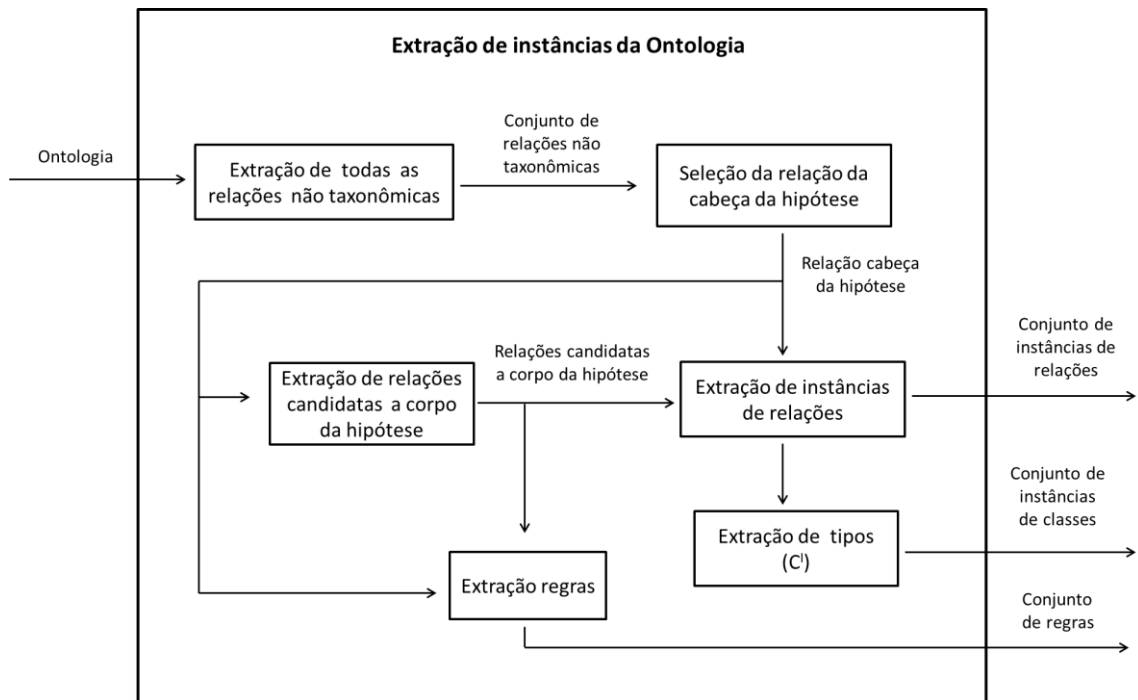 Extração de instâncias da Ontologia
Ontologia
Extração de todas as
relações não taxonômicas
Conjunto de
relações não
taxonômicas
Seleção da relação da
cabeça da hipótese
Relação cabeça
da hipótese
Extração de relações
candidatas a corpo
da hipótese
Relações candidatas
a corpo da hipótese
Extração de instâncias
de relações
Conjunto de
instâncias de
relações
Extração de tipos
(Cᴵ)
Conjunto de
instâncias
de classes
Extração regras
Conjunto
de regras